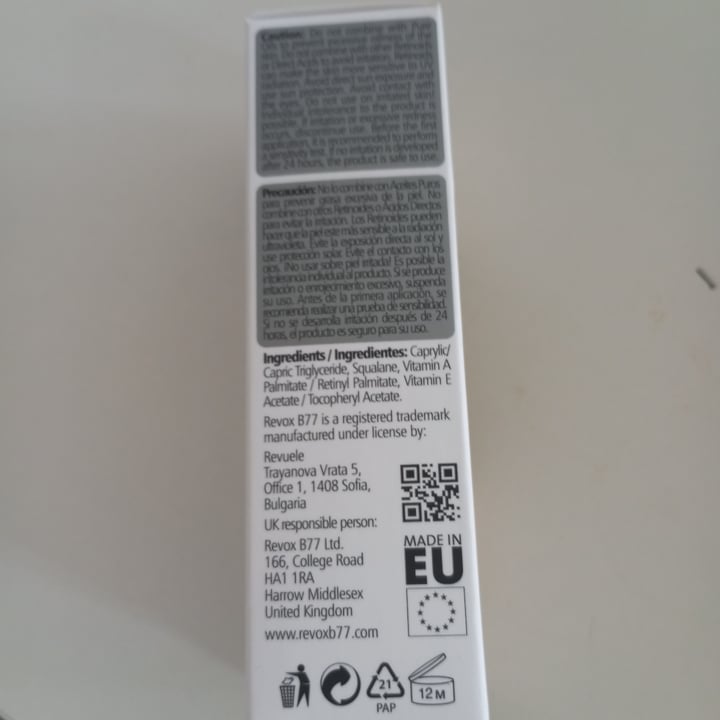 Caution: Do not combine with Pure
Oils to prevent excessive oiliness of the
skin. Do not combine with other Retinoids
or Direct Acids to avoid irritation. Retinoids
can make the skin more sensitive to UV
radiation. Avoid direct sun exposure and
use sun protection. Avoid contact with
the eyes. Do not use on irritated skin!
Individual intolerance to the product is
possible. If irritation or excessive redness
occurs, discontinue use. Before the first
application, it is recommended to perform
a sensitivity test. If no irritation is developed
after 24 hours, the product is safe to use.
Precaución: No lo combine con Aceites Puros
para prevenir grasa excesiva de la piel. No
combine con otros Retinoides o Ácidos Directos
para evitar la irritación. Los Retinoides pueden
hacer que la piel este más sensible a la radiación
ultravioleta. Evite la exposición directa al sol y
use protección solar. Evite el contacto con los
ojos. ¡No usar sobre piel irritada! Es posible la
intolerancia individual al producto. Si se produce
irritación o enrojecimiento excesivo, suspenda
su uso. Antes de la primera aplicación, se
recomienda realizar una prueba de sensibilidad.
Si no se desarrolla irritación después de 24
horas, el producto es seguro para su uso.
Ingredients / Ingredientes: Caprylic/
Capric Triglyceride, Squalane, Vitamin A
Palmitate / Retinyl Palmitate, Vitamin E
Acetate / Tocopheryl Acetate.
Revox B77 is a registered trademark
manufactured under license by:
Revuele
Trayanova Vrata 5,
Office 1, 1408 Sofia,
Bulgaria
UK responsible person:
Revox B77 Ltd.
166, College Road
HA1 1RA
Harrow Middlesex
United Kingdom
www.revoxb77.com
MADE IN
EU
21
PAP
12 M